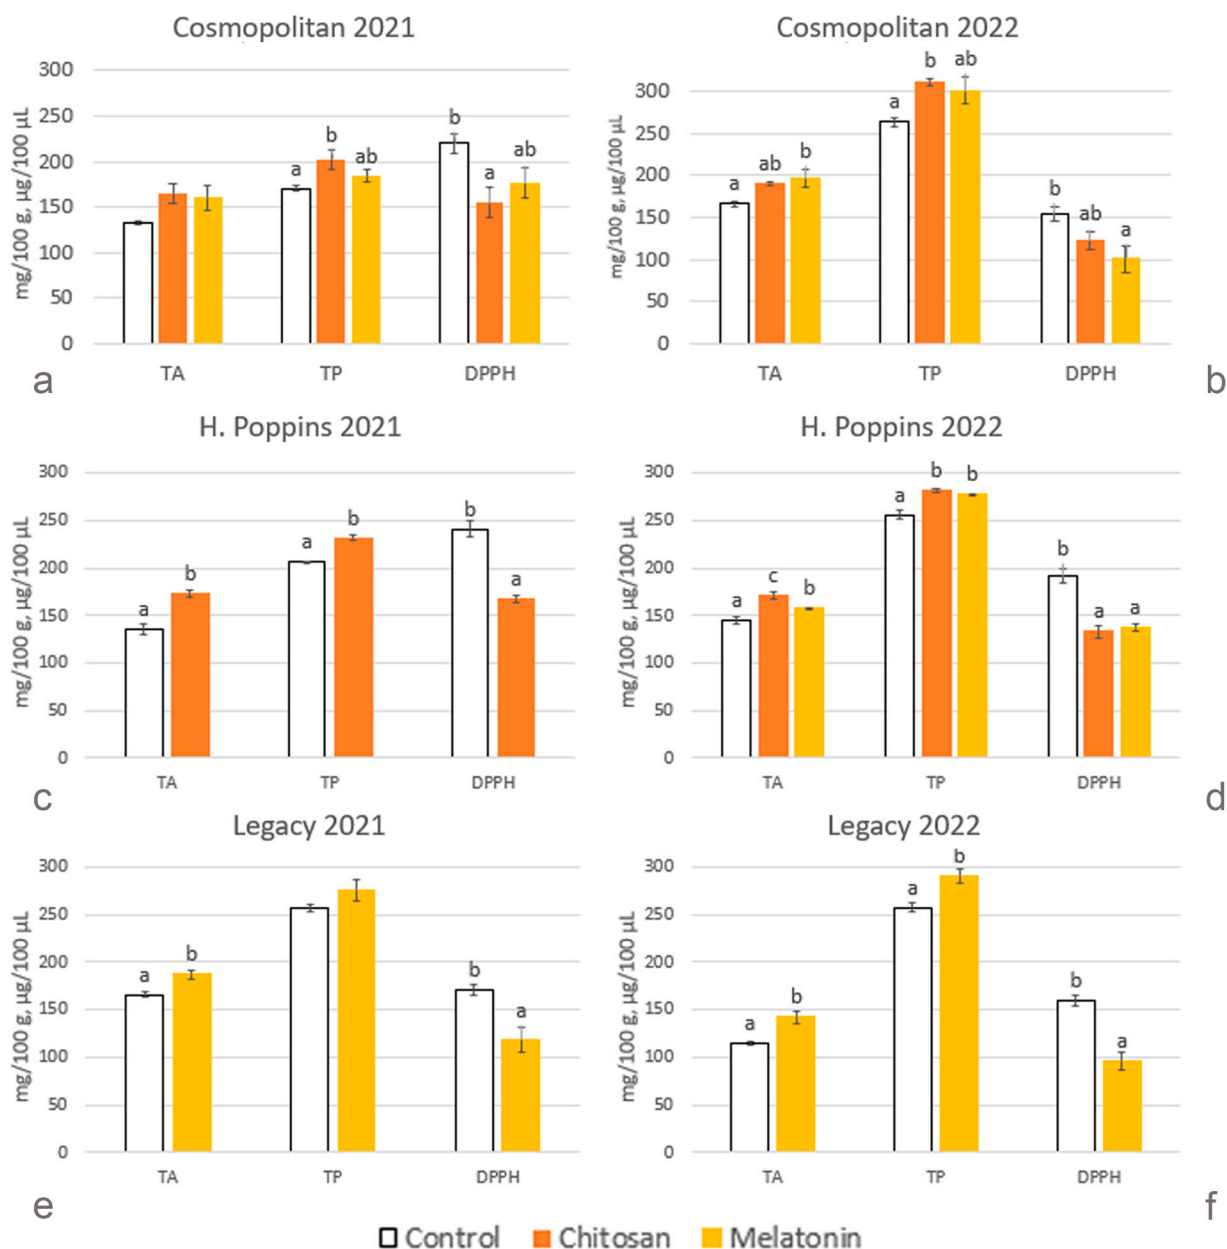 Cosmopolitan 2021
mg/100 g, µg/100 µL
300
250
200
150
100
50
0
a
b
ab
b
a
ab
TA
TP
DPPH
a
Cosmopolitan 2022
mg/100 g, µg/100 µL
300
250
200
150
100
50
0
a
ab
b
a
b
ab
b
ab
a
TA
TP
DPPH
b
H. Poppins 2021
mg/100 g, µg/100 µL
300
250
200
150
100
50
0
a
b
a
b
b
a
TA
TP
DPPH
c
H. Poppins 2022
mg/100 g, µg/100 µL
300
250
200
150
100
50
0
a
c
b
a
b
b
b
a
a
TA
TP
DPPH
d
Legacy 2021
mg/100 g, µg/100 µL
300
250
200
150
100
50
0
a
b
b
a
TA
TP
DPPH
e
Legacy 2022
mg/100 g, µg/100 µL
300
250
200
150
100
50
0
a
b
a
b
b
a
TA
TP
DPPH
f
Control Chitosan Melatonin